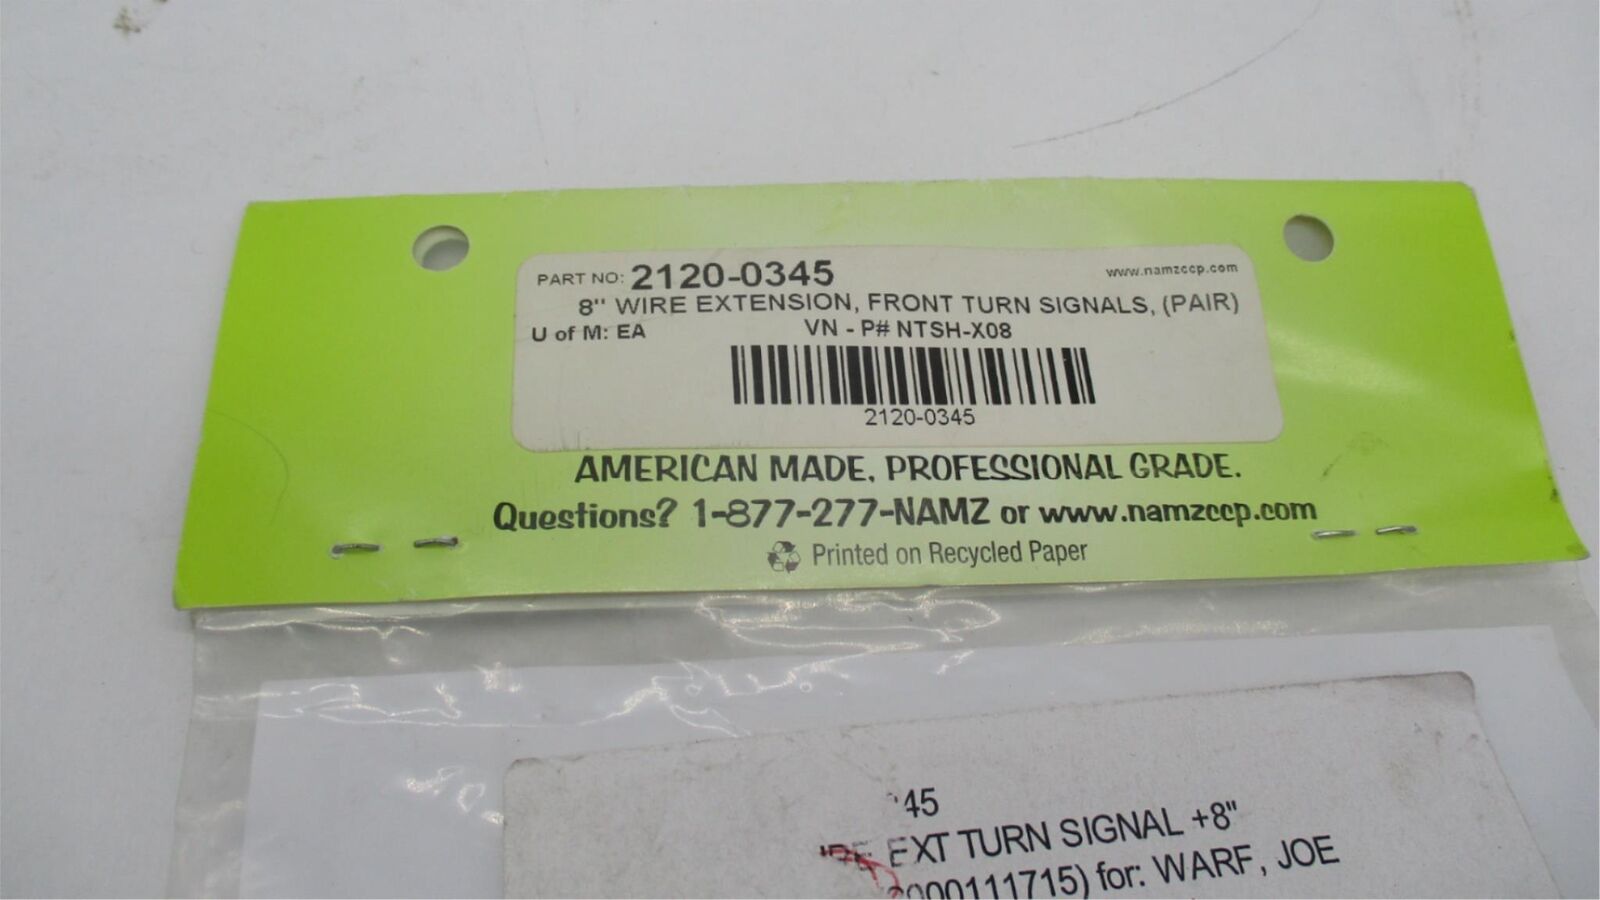 PART NO: 2120-0345
www.namzccp.com
8" WIRE EXTENSION, FRONT TURN SIGNALS, (PAIR)
U of M: EA VN - P# NTSH-X08
2120-0345
AMERICAN MADE, PROFESSIONAL GRADE.
Questions? 1-877-277-NAMZ or www.namzccp.com
Printed on Recycled Paper
45
EXT TURN SIGNAL +8"
000111715) for: WARF, JOE